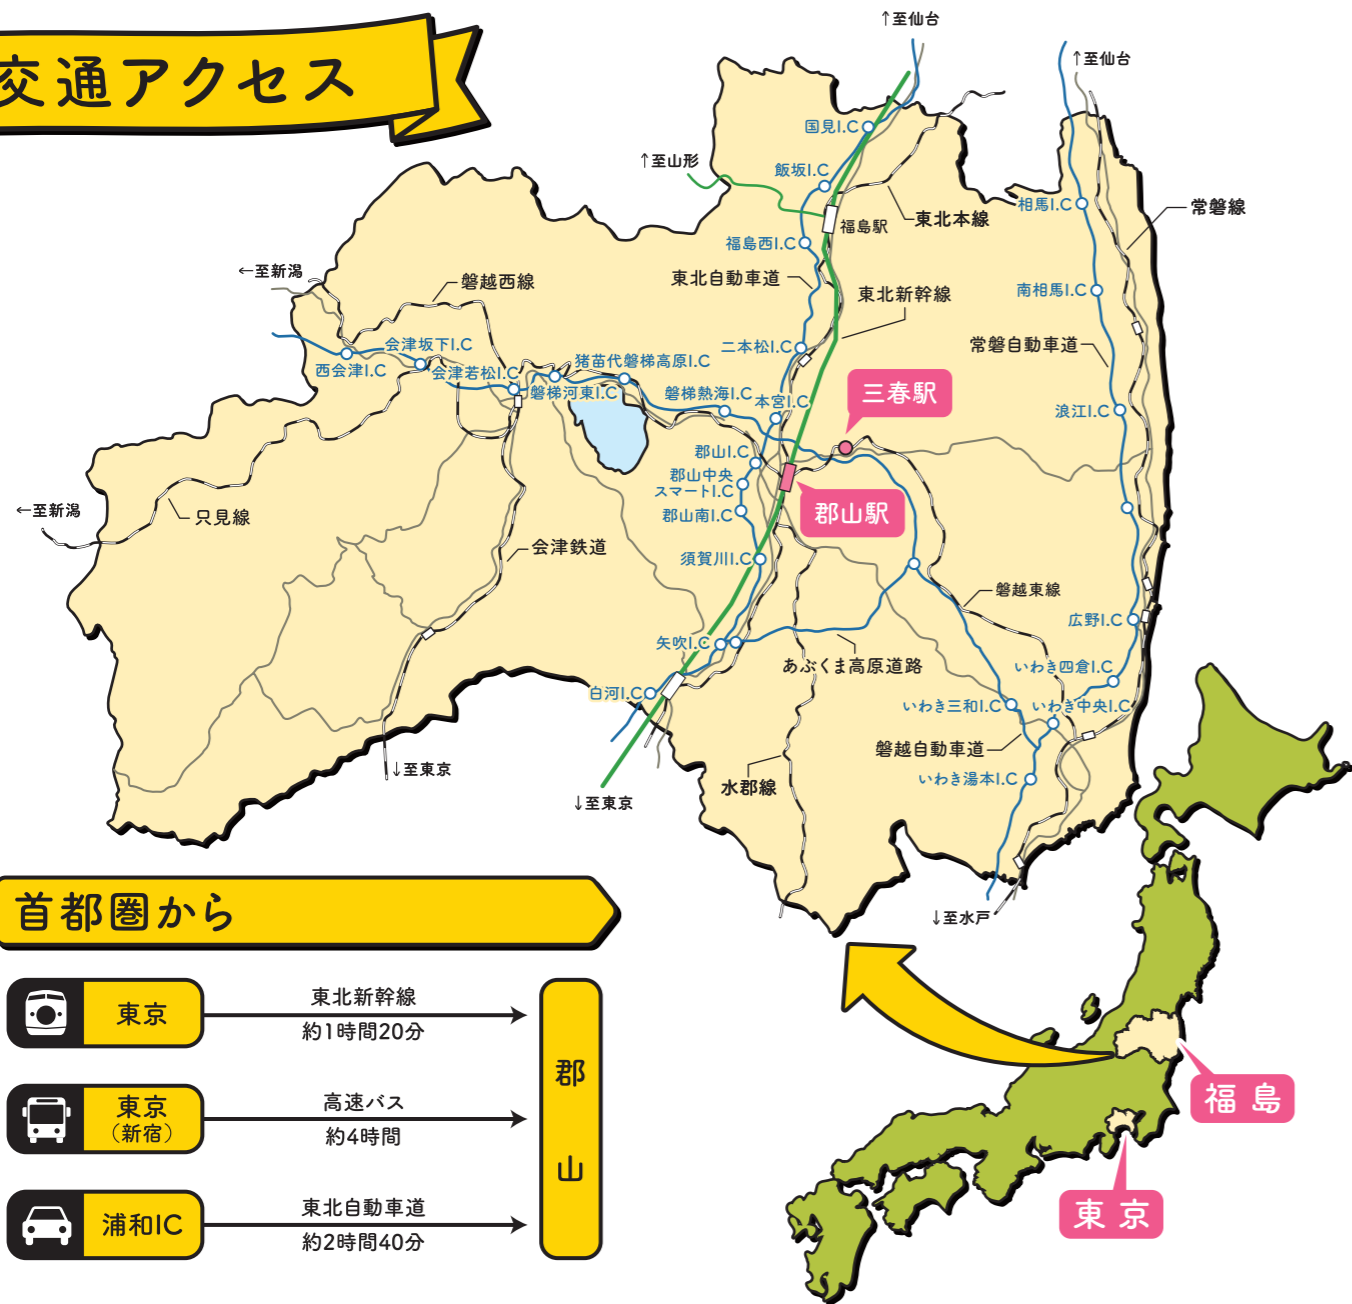 交通アクセス
↑至仙台
↑至仙台
国見I.C
↑至山形
飯坂I.C
相馬I.C
常磐線
福島駅
東北本線
福島西I.C
←至新潟
磐越西線
東北自動車道
東北新幹線
南相馬I.C
会津坂下I.C
二本松I.C
常磐自動車道
西会津I.C
会津若松I.C
猪苗代磐梯高原I.C
磐梯河東I.C
磐梯熱海I.C
本宮I.C
三春駅
浪江I.C
郡山I.C
郡山中央
スマートI.C
郡山南I.C
郡山駅
←至新潟
只見線
会津鉄道
須賀川I.C
磐越東線
広野I.C
矢吹I.C
あぶくま高原道路
いわき四倉I.C
白河I.C
いわき三和I.C
いわき中央I.C
磐越自動車道
いわき湯本I.C
↓至東京
↓至東京
水郡線
↓至水戸
首都圏から
東京
東北新幹線
約1時間20分
東京
（新宿）
高速バス
約4時間
浦和IC
東北自動車道
約2時間40分
郡山
福島
東京